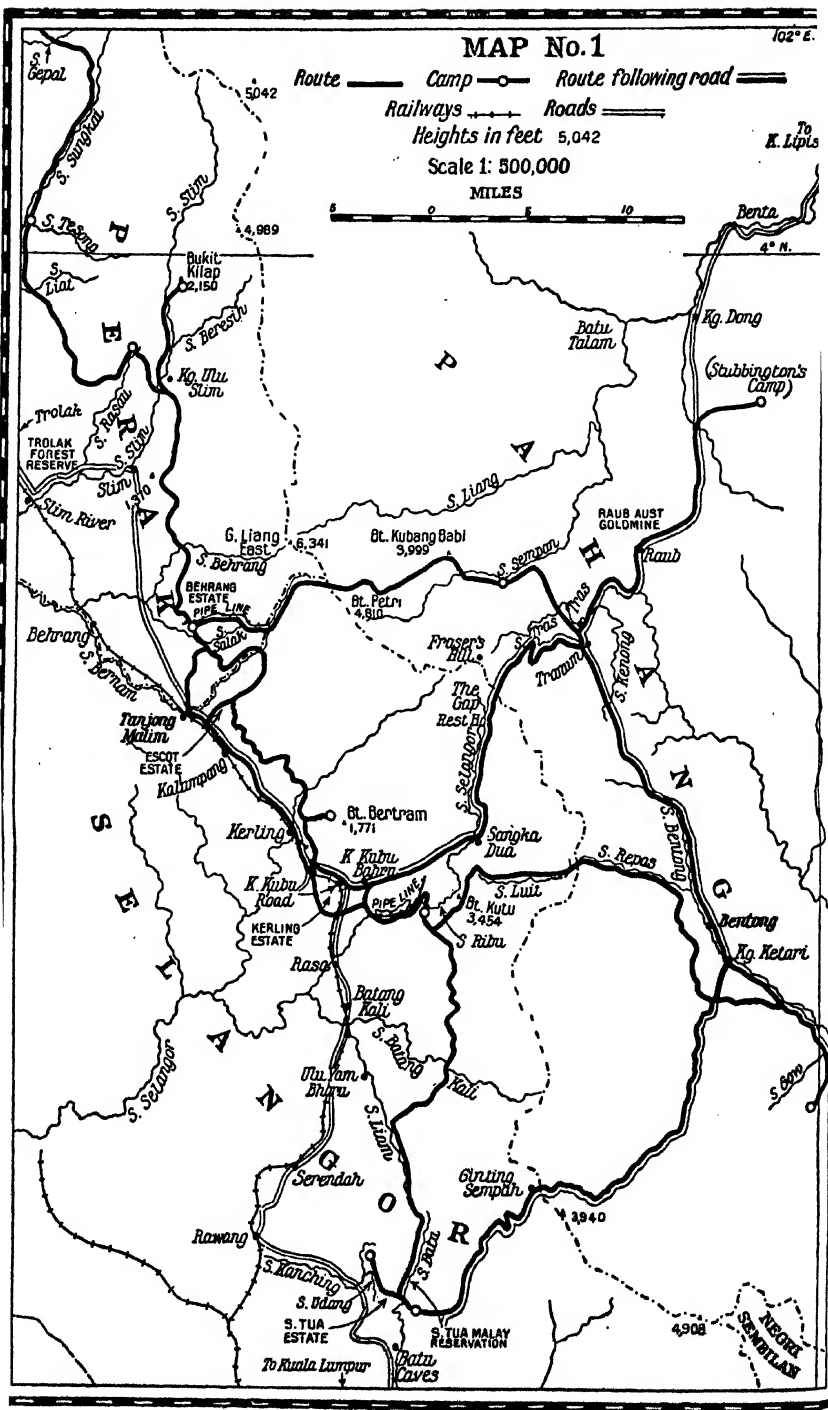 MAP No.1
102° E.
Route
Camp
Route following road
Railways
Roads
Heights in feet 5,042
Scale 1: 500,000
MILES
5
0
5
10
To
K. Lipis
Benta
4° N.
S.
Gepal
5,042
S. Sungkai
S. Slim
4,989
S. Tesong
Bukit
Kilap
2,150
S.
Liat
S. Beresih
Batu
Talam
Kg. Dong
(Stubbington's
Camp)
Kg. Ulu
Slim
PERAK
PAHANG
SELANGOR
Trolak
S. Rasau
TROLAK
FOREST
RESERVE
S. Slim
Slim
1,310
Slim River
S. Liang
RAUB AUST
GOLDMINE
Raub
G. Liang
East
6,341
S. Behrang
Bt. Kubang Babi
3,999
S. Sempan
BEHRANG
ESTATE
PIPE LINE
Bt. Petri
4,810
S.
Salak
Behrang
S. Bernam
Fraser's
Hill
S. Tras
Tras
Tranum
S. Kenong
The
Gap
Rest H.
S. Selangor
Tanjong
Malim
ESCOT
ESTATE
Kalumpang
Kerling
Bt. Bertram
1,771
K. Kubu
Bahru
Sangka
Dua
S. Bentong
S. Repas
K. Kubu
Road
PIPE LINE
S. Luit
Bt. Kutu
3,454
S. Ribu
KERLING
ESTATE
Rasa
Bentong
Kg. Ketari
Batang
Kali
S. Batang
Kali
S. Selangor
Ulu Yam
Bharu
S. Liam
S. Gow
Serendah
Ginting
Sempah
3,940
Rawang
S. Kanching
S. Batu
S. Udang
S. TUA
ESTATE
S. TUA MALAY
RESERVATION
4,908
NEGRI
SEMBILAN
To Kuala Lumpur
Batu
Caves